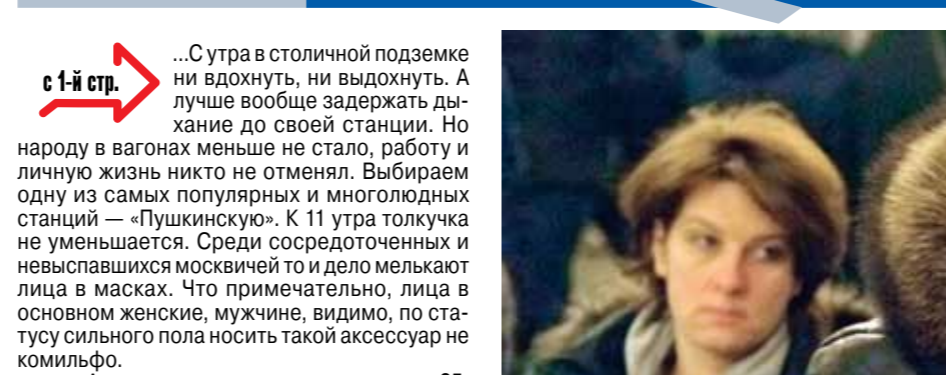 с 1-й стр.
...С утра в столичной подземке
ни вдохнуть, ни выдохнуть. А
лучше вообще задержать ды-
хание до своей станции. Но
народу в вагонах меньше не стало, работу и
личную жизнь никто не отменял. Выбираем
одну из самых популярных и многолюдных
станций — «Пушкинскую». К 11 утра толкучка
не уменьшается. Среди сосредоточенных и
невыспавшихся москвичей то и дело мелькают
лица в масках. Что примечательно, лица в
основном женские, мужчине, видимо, по ста-
тусу сильного пола носить такой аксессуар не
комильфо.